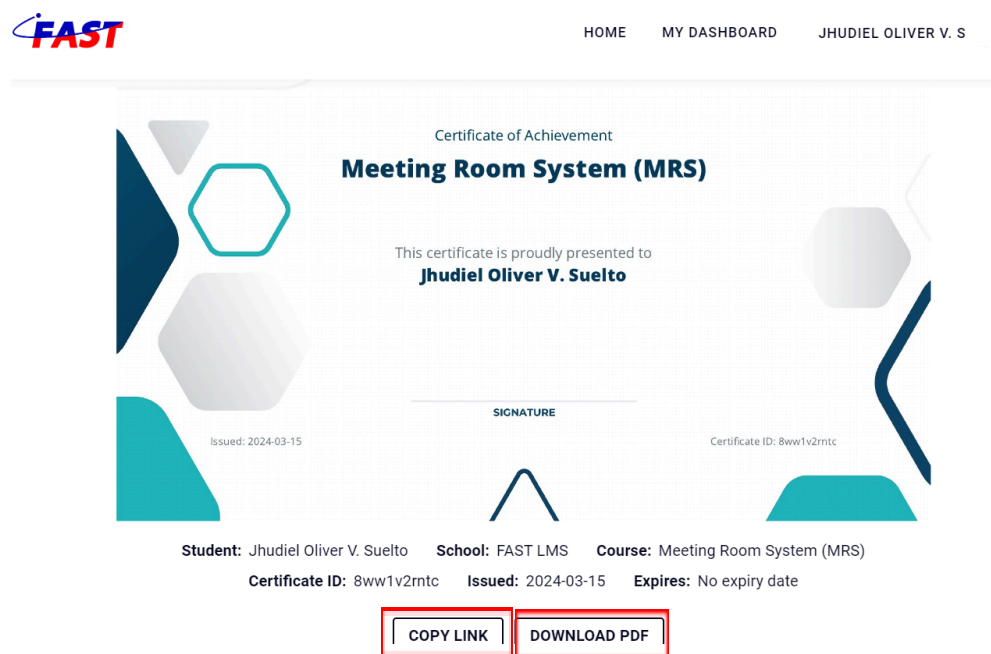 FAST
HOME MY DASHBOARD JHUDIEL OLIVER V. S
Certificate of Achievement
Meeting Room System (MRS)
This certificate is proudly presented to
Jhudiel Oliver V. Suelto
SIGNATURE
Issued: 2024-03-15 Certificate ID: 8ww1v2rntc
Student: Jhudiel Oliver V. Suelto School: FAST LMS Course: Meeting Room System (MRS)
Certificate ID: 8ww1v2rntc Issued: 2024-03-15 Expires: No expiry date
COPY LINK DOWNLOAD PDF